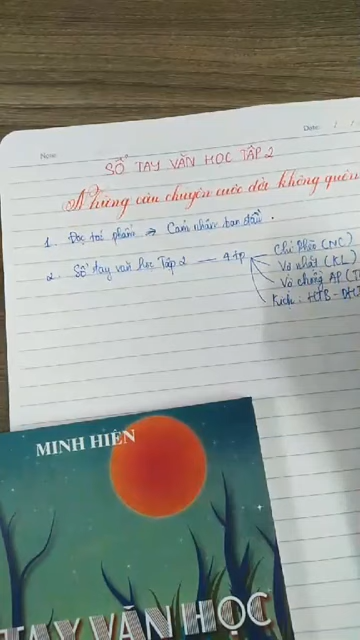 Date:
SỔ TAY VĂN HỌC TẬP 2
Những câu chuyện cuộc đời không quên
1. Đọc tác phẩm → Cảm nhận ban đầu.
2. Sổ tay văn học Tập 2 — 4 tp
Chí Phèo (NC)
Vợ nhặt (KL)
Vợ chồng AP (T
Kịch: HTB - ĐHT
MINH HIÊN
TAY VĂN HỌC